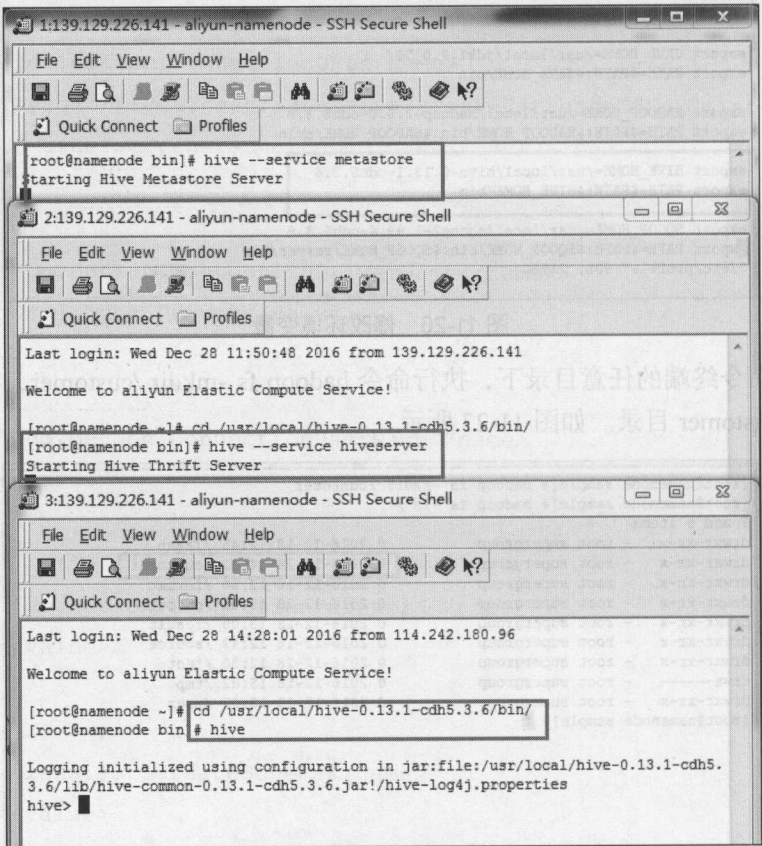 1:139.129.226.141 - aliyun-namenode - SSH Secure Shell
File Edit View Window Help
Quick Connect Profiles
[root@namenode bin]# hive --service metastore
Starting Hive Metastore Server
2:139.129.226.141 - aliyun-namenode - SSH Secure Shell
File Edit View Window Help
Quick Connect Profiles
Last login: Wed Dec 28 11:50:48 2016 from 139.129.226.141
Welcome to aliyun Elastic Compute Service!
[root@namenode ~]# cd /usr/local/hive-0.13.1-cdh5.3.6/bin/
[root@namenode bin]# hive --service hiveserver
Starting Hive Thrift Server
3:139.129.226.141 - aliyun-namenode - SSH Secure Shell
File Edit View Window Help
Quick Connect Profiles
Last login: Wed Dec 28 14:28:01 2016 from 114.242.180.96
Welcome to aliyun Elastic Compute Service!
[root@namenode ~]# cd /usr/local/hive-0.13.1-cdh5.3.6/bin/
[root@namenode bin]# hive
Logging initialized using configuration in jar:file:/usr/local/hive-0.13.1-cdh5.
3.6/lib/hive-common-0.13.1-cdh5.3.6.jar!/hive-log4j.properties
hive>